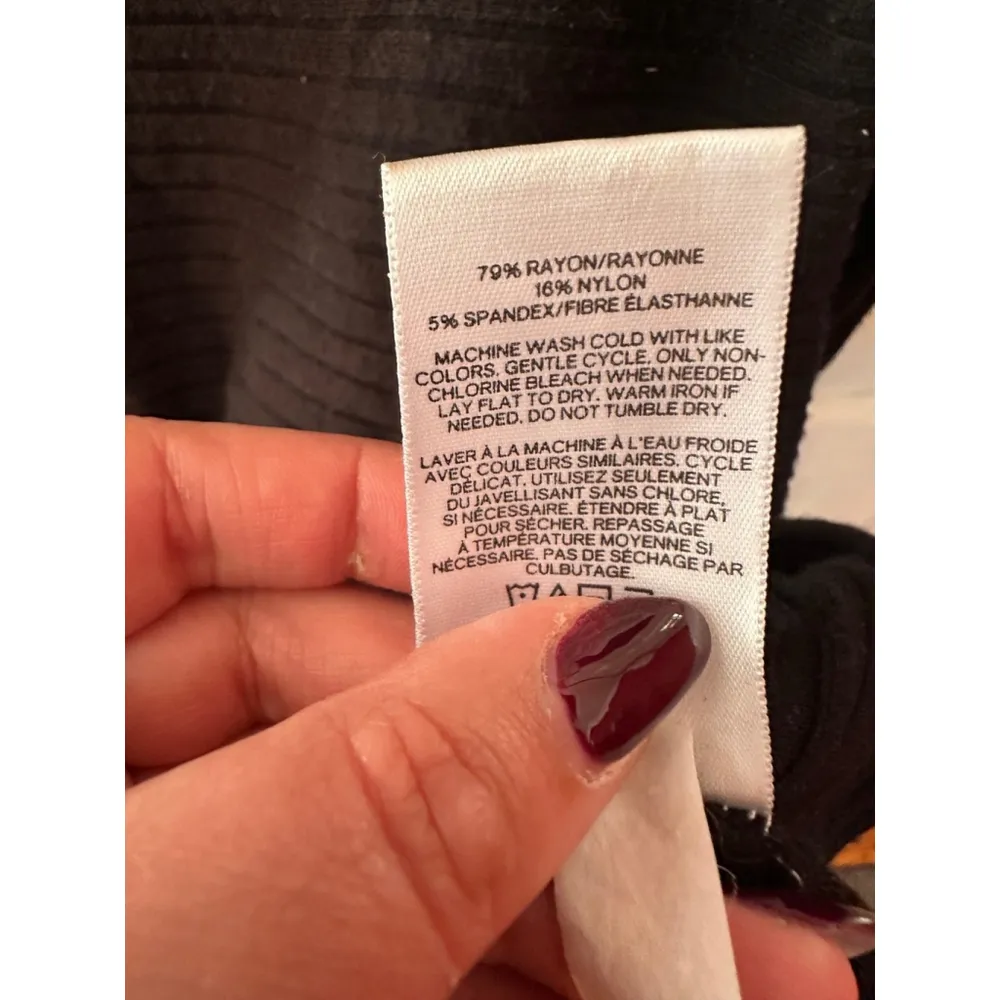 79% RAYON/RAYONNE
16% NYLON
5% SPANDEX/FIBRE ÉLASTHANNE
MACHINE WASH COLD WITH LIKE
COLORS. GENTLE CYCLE. ONLY NON-
CHLORINE BLEACH WHEN NEEDED.
LAY FLAT TO DRY. WARM IRON IF
NEEDED. DO NOT TUMBLE DRY.
LAVER À LA MACHINE À L'EAU FROIDE
AVEC COULEURS SIMILAIRES. CYCLE
DÉLICAT. UTILISEZ SEULEMENT
DU JAVELLISANT SANS CHLORE,
SI NÉCESSAIRE. ÉTENDRE À PLAT
POUR SÉCHER. REPASSAGE
À TEMPÉRATURE MOYENNE SI
NÉCESSAIRE. PAS DE SÉCHAGE PAR
CULBUTAGE.